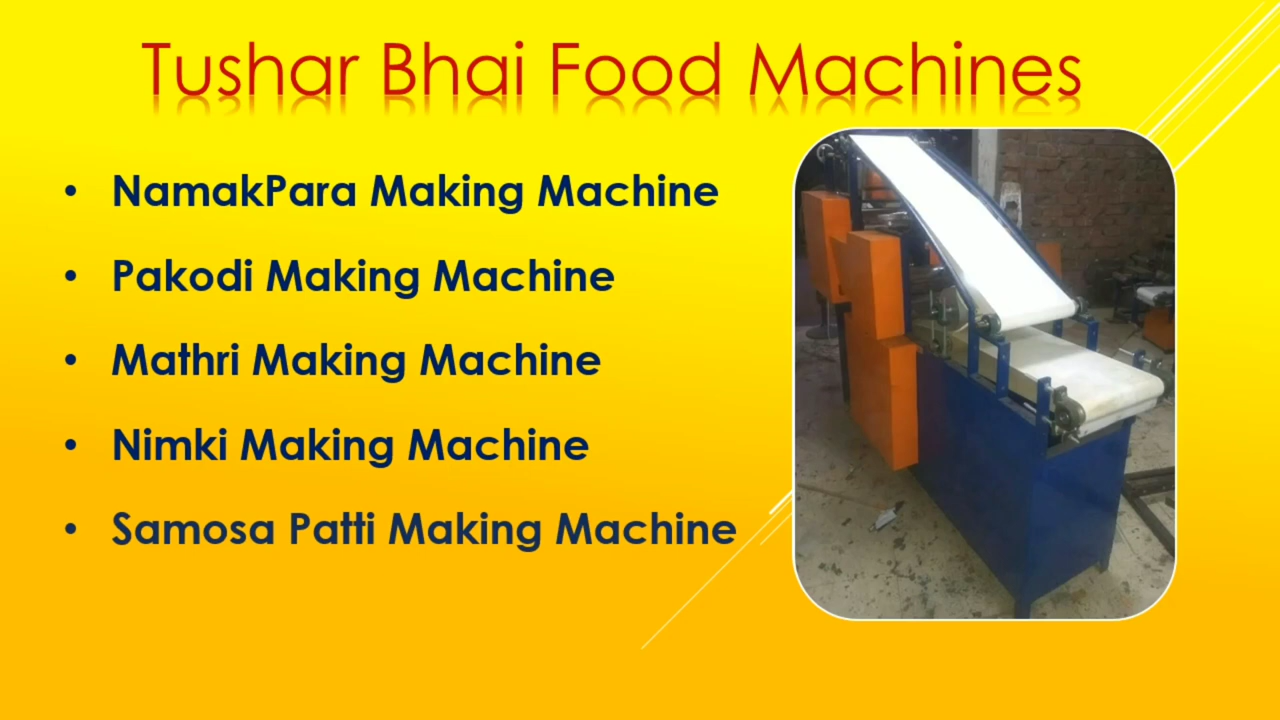 Tushar Bhai Food Machines
• NamakPara Making Machine
• Pakodi Making Machine
• Mathri Making Machine
• Nimki Making Machine
• Samosa Patti Making Machine